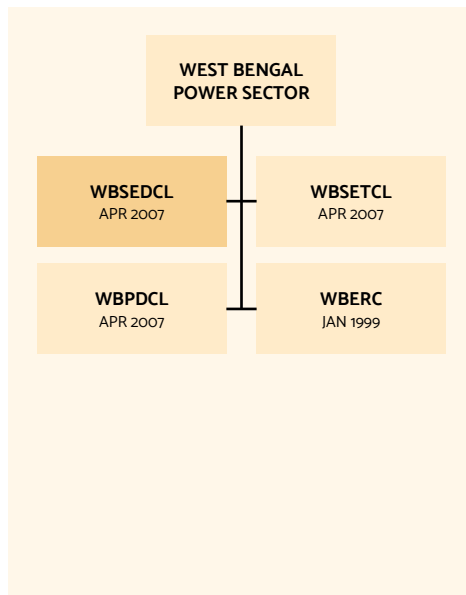 WEST BENGAL
POWER SECTOR
WBSEDCL
APR 2007
WBSETCL
APR 2007
WBPDCL
APR 2007
WBERC
JAN 1999